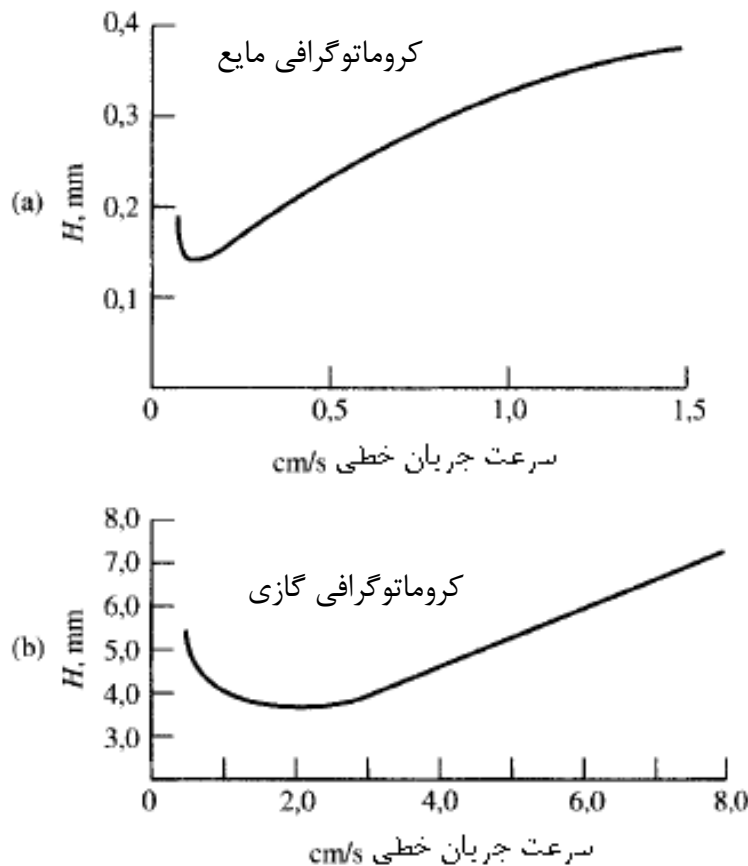 0,4
کروماتوگرافی مایع
0,3
(a)
H, mm
0,2
0,1
0
0,5
1,0
1,5
سرعت جریان خطی cm/s
8,0
7,0
کروماتوگرافی گازی
6,0
(b)
H, mm
5,0
4,0
3,0
0
2,0
4,0
6,0
8,0
سرعت جریان خطی cm/s